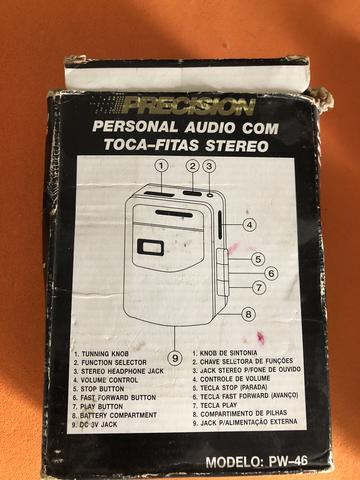 PRECISION
PERSONAL AUDIO COM
TOCA-FITAS STEREO
1 2 3
4
5
6
7
8
9
1. TUNNING KNOB
2. FUNCTION SELECTOR
3. STEREO HEADPHONE JACK
4. VOLUME CONTROL
5. STOP BUTTON
6. FAST FORWARD BUTTON
7. PLAY BUTTON
8. BATTERY COMPARTMENT
9. DC 3V JACK
1. KNOB DE SINTONIA
2. CHAVE SELETORA DE FUNÇÕES
3. JACK STEREO P/FONE DE OUVIDO
4. CONTROLE DE VOLUME
5. TECLA STOP (PARADA)
6. TECLA FAST FORWARD (AVANÇO)
7. TECLA PLAY
8. COMPARTIMENTO DE PILHAS
9. JACK P/ALIMENTAÇÃO EXTERNA
MODELO: PW-46